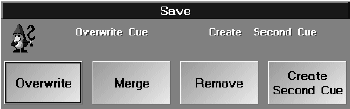 Save
Overwrite Cue
Create Second Cue
Overwrite
Merge
Remove
Create
Second Cue